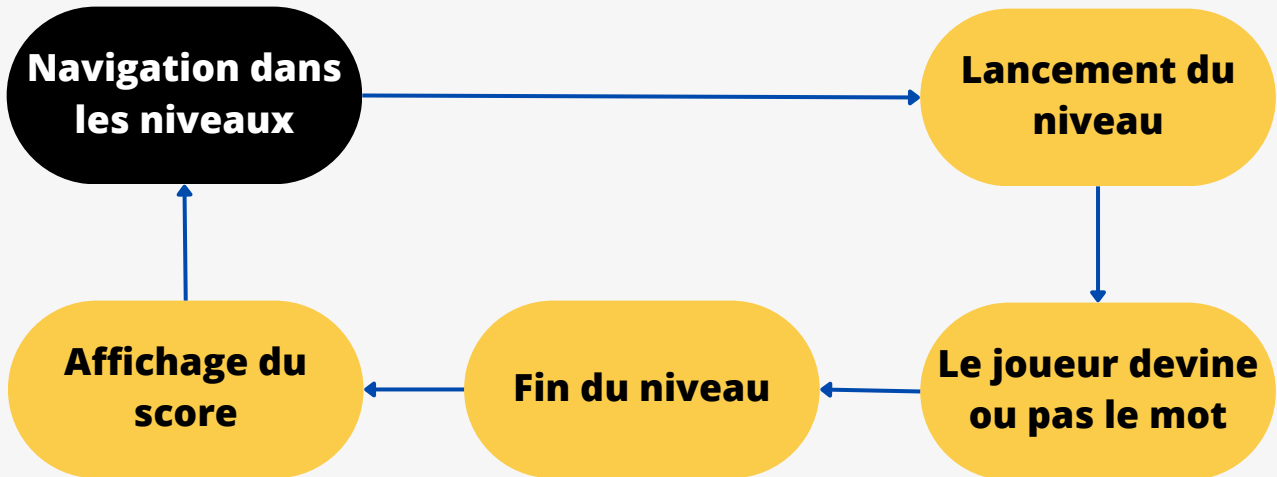 Navigation dans
les niveaux
Lancement du
niveau
Le joueur devine
ou pas le mot
Fin du niveau
Affichage du
score